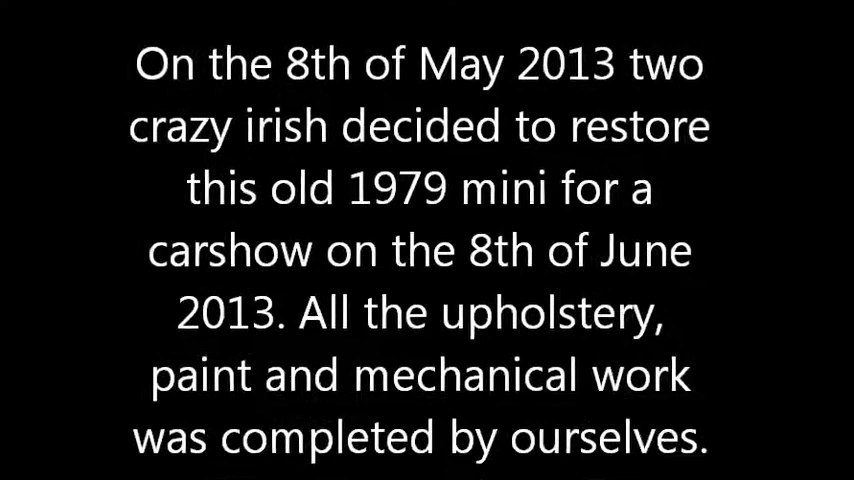 On the 8th of May 2013 two
crazy irish decided to restore
this old 1979 mini for a
carshow on the 8th of June
2013. All the upholstery,
paint and mechanical work
was completed by ourselves.